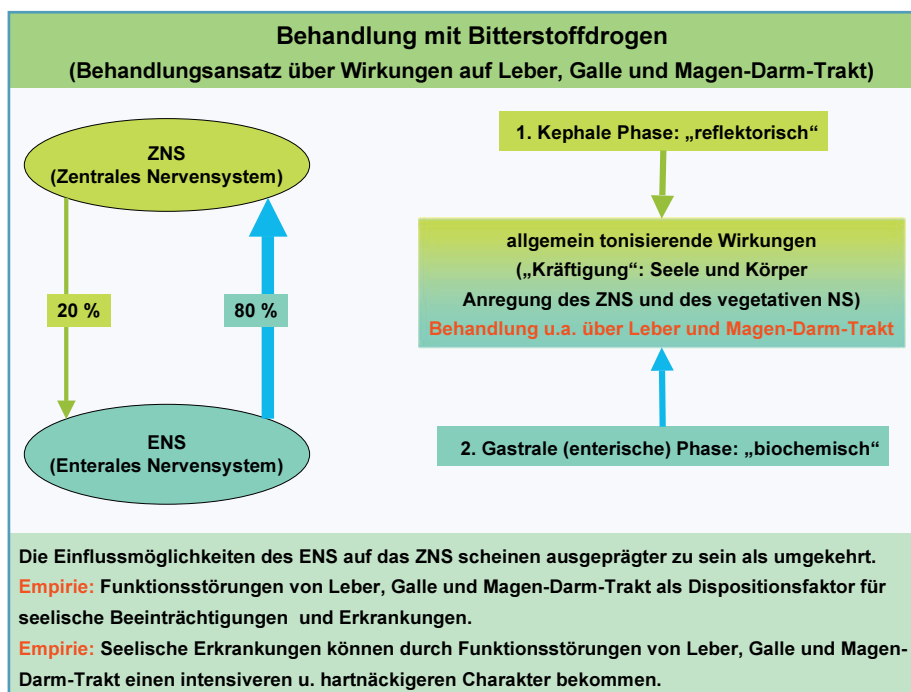 Behandlung mit Bitterstoffdrogen
(Behandlungsansatz über Wirkungen auf Leber, Galle und Magen-Darm-Trakt)
ZNS
(Zentrales Nervensystem)
20 %
80 %
ENS
(Enterales Nervensystem)
1. Kephale Phase: „reflektorisch“
allgemein tonisierende Wirkungen
(„Kräftigung“: Seele und Körper
Anregung des ZNS und des vegetativen NS)
Behandlung u.a. über Leber und Magen-Darm-Trakt
2. Gastrale (enterische) Phase: „biochemisch“
Die Einflussmöglichkeiten des ENS auf das ZNS scheinen ausgeprägter zu sein als umgekehrt.
Empirie: Funktionsstörungen von Leber, Galle und Magen-Darm-Trakt als Dispositionsfaktor für
seelische Beeinträchtigungen und Erkrankungen.
Empirie: Seelische Erkrankungen können durch Funktionsstörungen von Leber, Galle und Magen-
Darm-Trakt einen intensiveren u. hartnäckigeren Charakter bekommen.